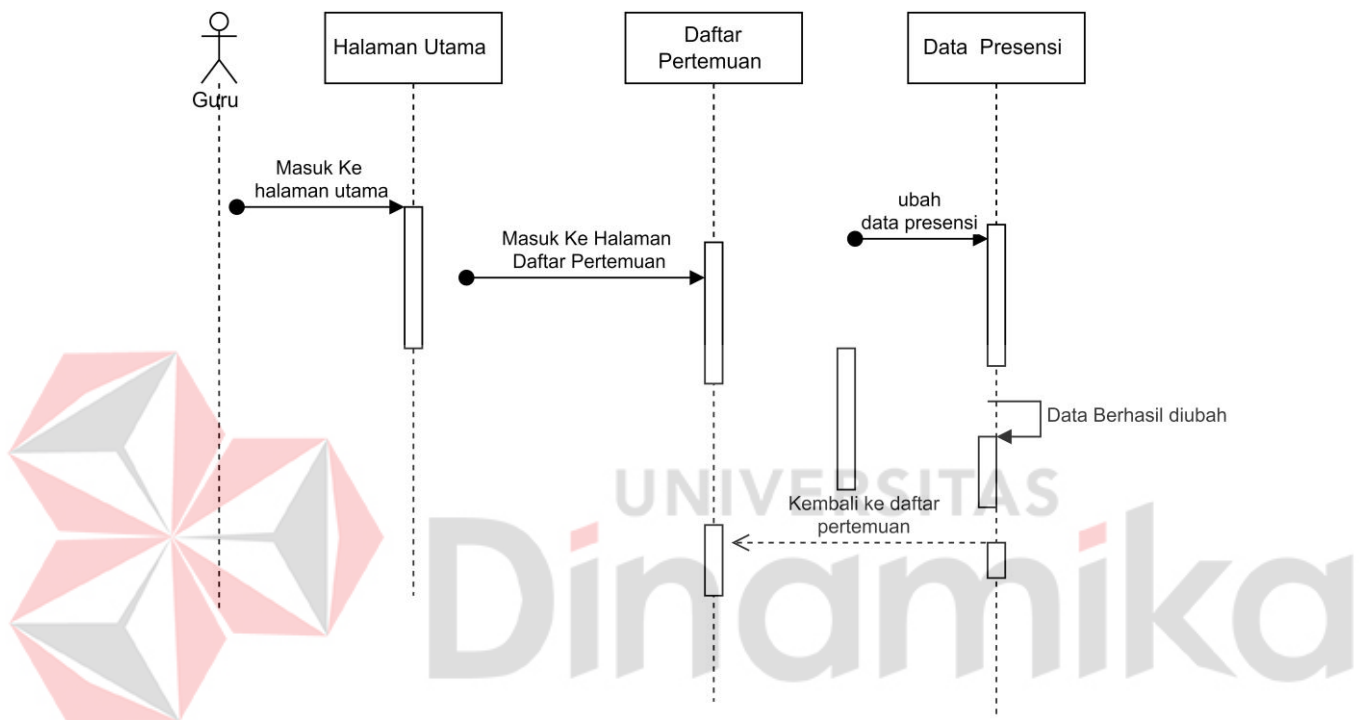 Guru
Halaman Utama
Daftar
Pertemuan
Data Presensi
Masuk Ke
halaman utama
Masuk Ke Halaman
Daftar Pertemuan
ubah
data presensi
Data Berhasil diubah
Kembali ke daftar
pertemuan
UNIVERSITAS
Dinamika